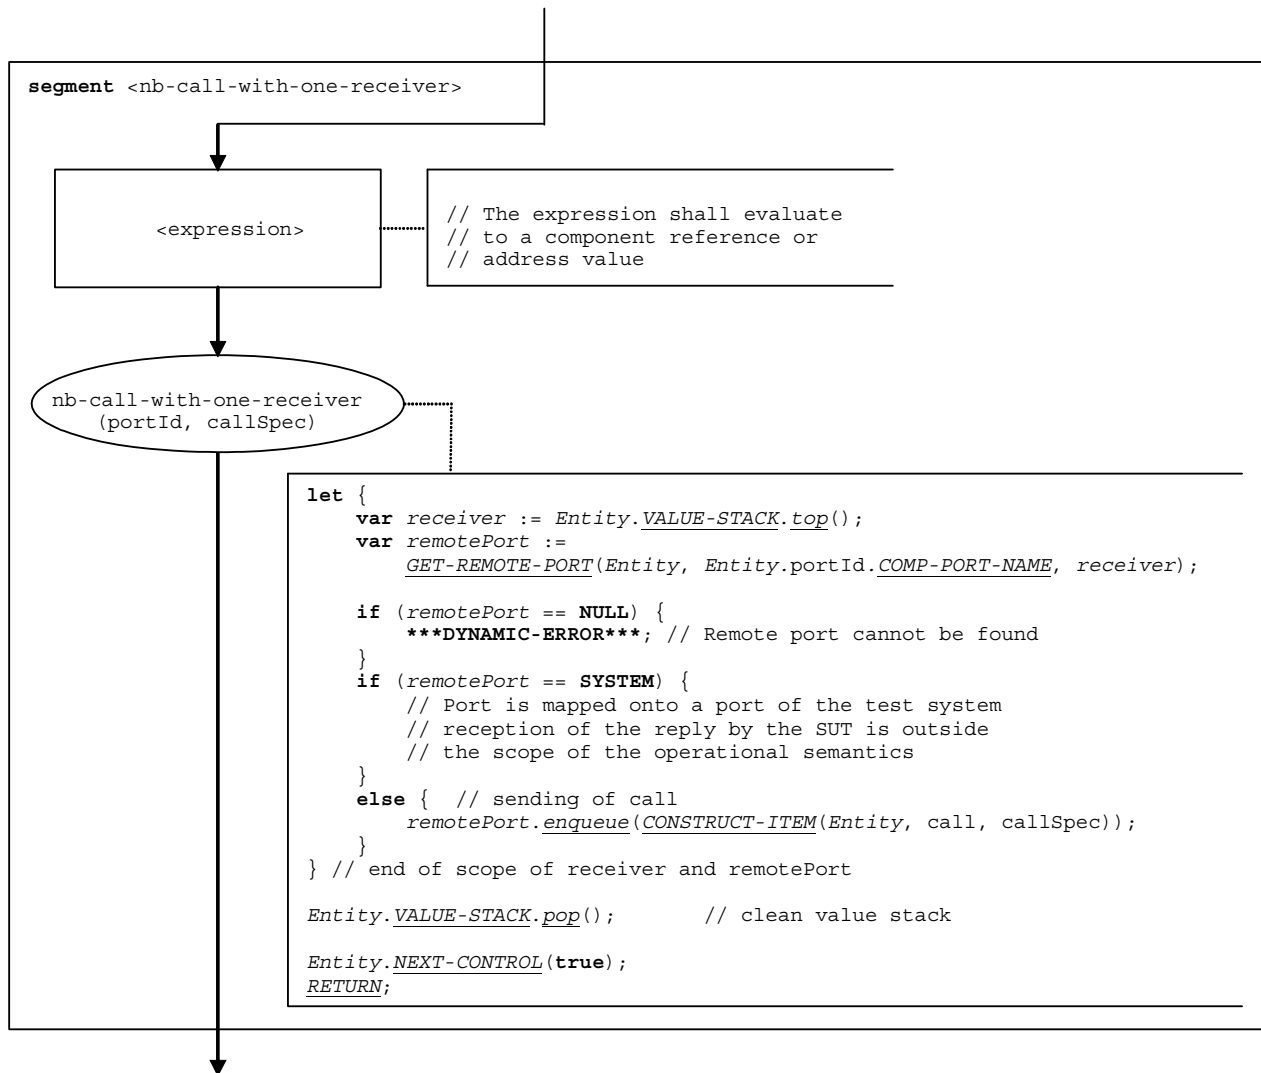 segment <nb-call-with-one-receiver>
<expression>
// The expression shall evaluate
// to a component reference or
// address value
nb-call-with-one-receiver
(portId, callSpec)
let {
    var receiver := Entity.VALUE-STACK.top();
    var remotePort :=
        GET-REMOTE-PORT(Entity, Entity.portId.COMP-PORT-NAME, receiver);
    if (remotePort == NULL) {
        ***DYNAMIC-ERROR***; // Remote port cannot be found
    }
    if (remotePort == SYSTEM) {
        // Port is mapped onto a port of the test system
        // reception of the reply by the SUT is outside
        // the scope of the operational semantics
    }
    else {  // sending of call
        remotePort.enqueue(CONSTRUCT-ITEM(Entity, call, callSpec));
    }
} // end of scope of receiver and remotePort
Entity.VALUE-STACK.pop();       // clean value stack
Entity.NEXT-CONTROL(true);
RETURN;